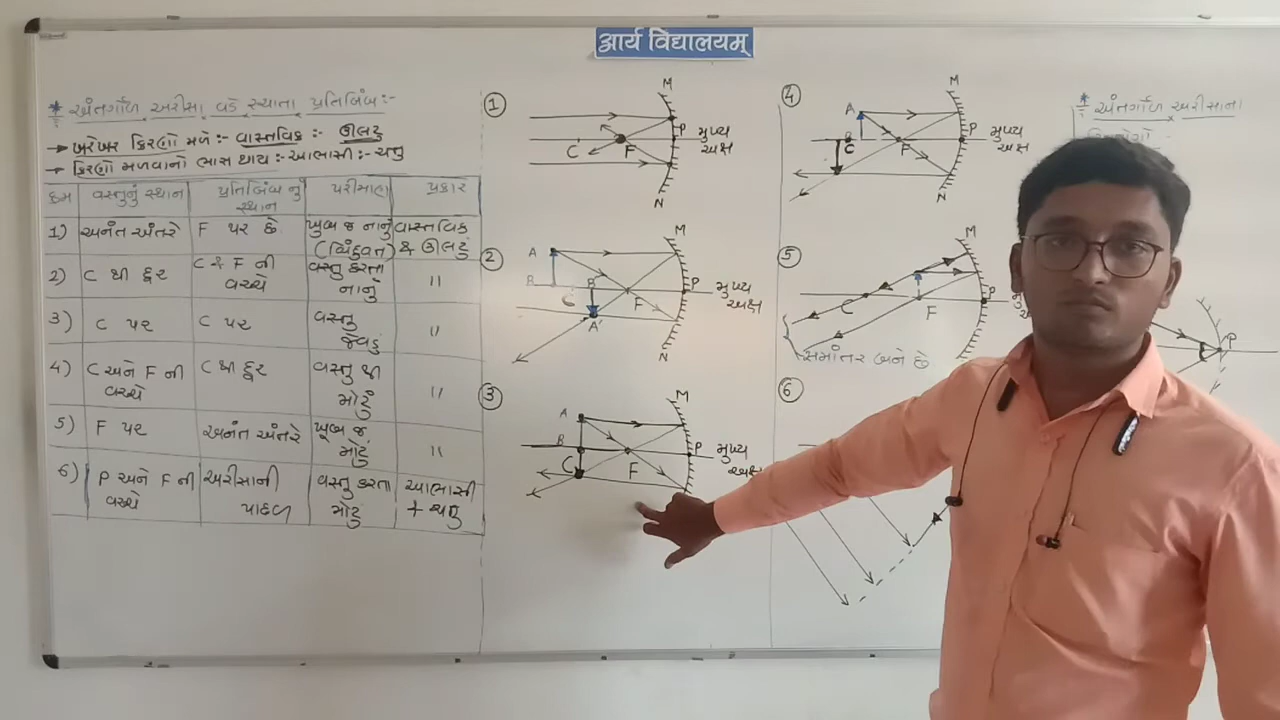 आर्य विद्यालयम्
* અંતર્ગોળ અરીસા વડે રચાતા પ્રતિબિંબ:-
→ ખરેખર કિરણો મળે:- વાસ્તવિક:- ઊલટુ
→ કિરણો મળવાનો ભાસ થાય:- આભાસી:- ચતુ
ક્રમ વસ્તુનું સ્થાન પ્રતિબિંબ નું સ્થાન પરીમાણ પ્રકાર
1) અનંત અંતરે F પર છે. ખુબ જ નાનું (બિંદુવત) વાસ્તવિક & ઊલટું
2) C થી દૂર C & F ની વચ્ચે વસ્તુ કરતા નાનું "
3) C પર C પર વસ્તુ જેવડું "
4) C અને F ની વચ્ચે C થી દૂર વસ્તુ થી મોટું "
5) F પર અનંત અંતરે ખૂબ જ મોટું "
6) P અને F ની વચ્ચે અરીસાની પાછળ વસ્તુ કરતા મોટું આભાસી + ચતુ
1 M C F P મુખ્ય અક્ષ N
2 M A B C B' A' F P મુખ્ય અક્ષ N
3 M A B C F P મુખ્ય અક્ષ
4 M A B C F P મુખ્ય અક્ષ N
5 M C F P
સમાંતર બને છે
6
* અંતર્ગોળ અરીસાના
P